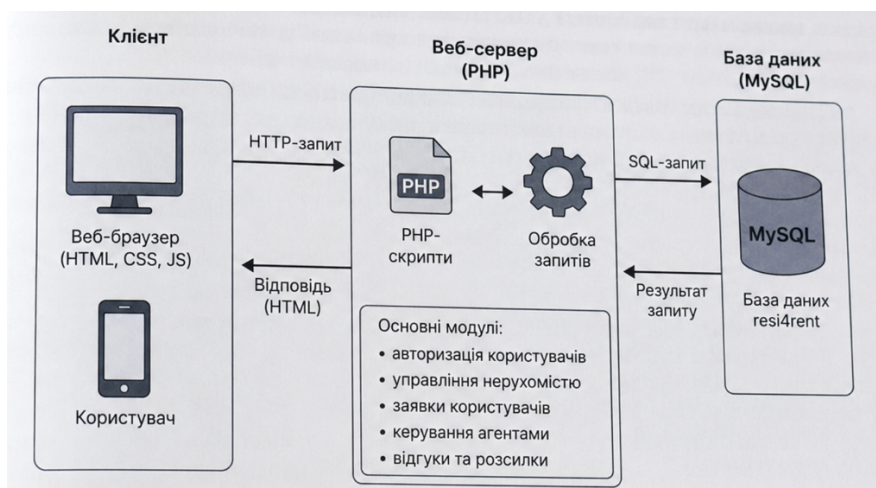 Клієнт
Веб-браузер
(HTML, CSS, JS)
Користувач
HTTP-запит
Відповідь
(HTML)
Веб-сервер
(PHP)
PHP
PHP-
скрипти
Обробка
запитів
Основні модулі:
• авторизація користувачів
• управління нерухомістю
• заявки користувачів
• керування агентами
• відгуки та розсилки
SQL-запит
Результат
запиту
База даних
(MySQL)
MySQL
База даних
resi4rent